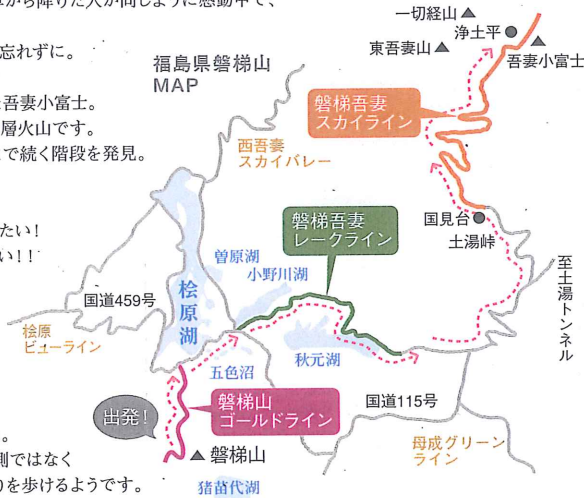 から降りた人が同じように感動中で、
忘れずに。
吾妻小富士。
層火山です。
で続く階段を発見。
たい!
い!!
。
側ではなく
りを歩けるようです。
福島県磐梯山
MAP
一切経山
浄土平
東吾妻山
吾妻小富士
磐梯吾妻
スカイライン
西吾妻
スカイバレー
磐梯吾妻
レークライン
国見台
土湯峠
至土湯トンネル
曽原湖
小野川湖
桧原湖
国道459号
桧原
ビューライン
秋元湖
五色沼
出発!
磐梯山
ゴールドライン
国道115号
磐梯山
母成グリーン
ライン
猪苗代湖